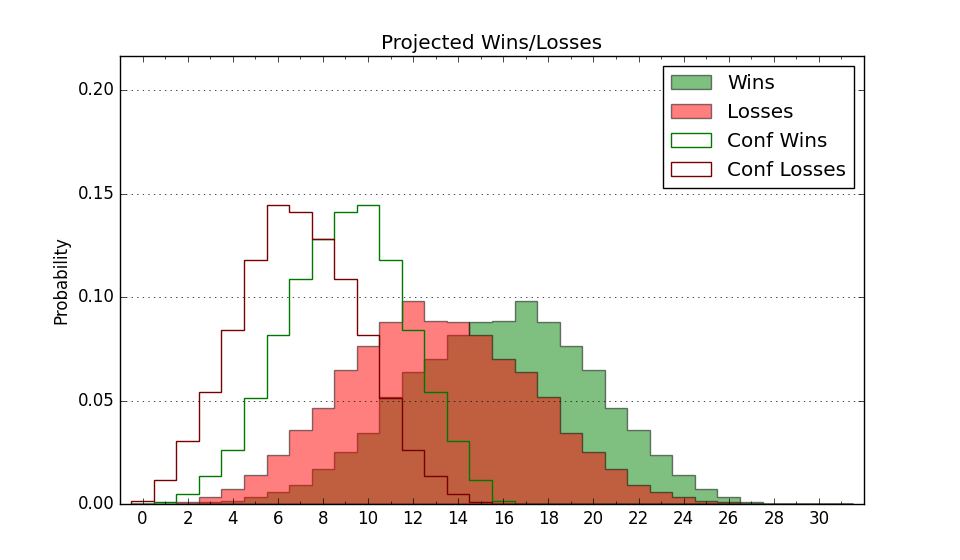 Projected Wins/Losses
Wins
Losses
Conf Wins
Conf Losses
Probability
0.20
0.15
0.10
0.05
0.00
0 2 4 6 8 10 12 14 16 18 20 22 24 26 28 30